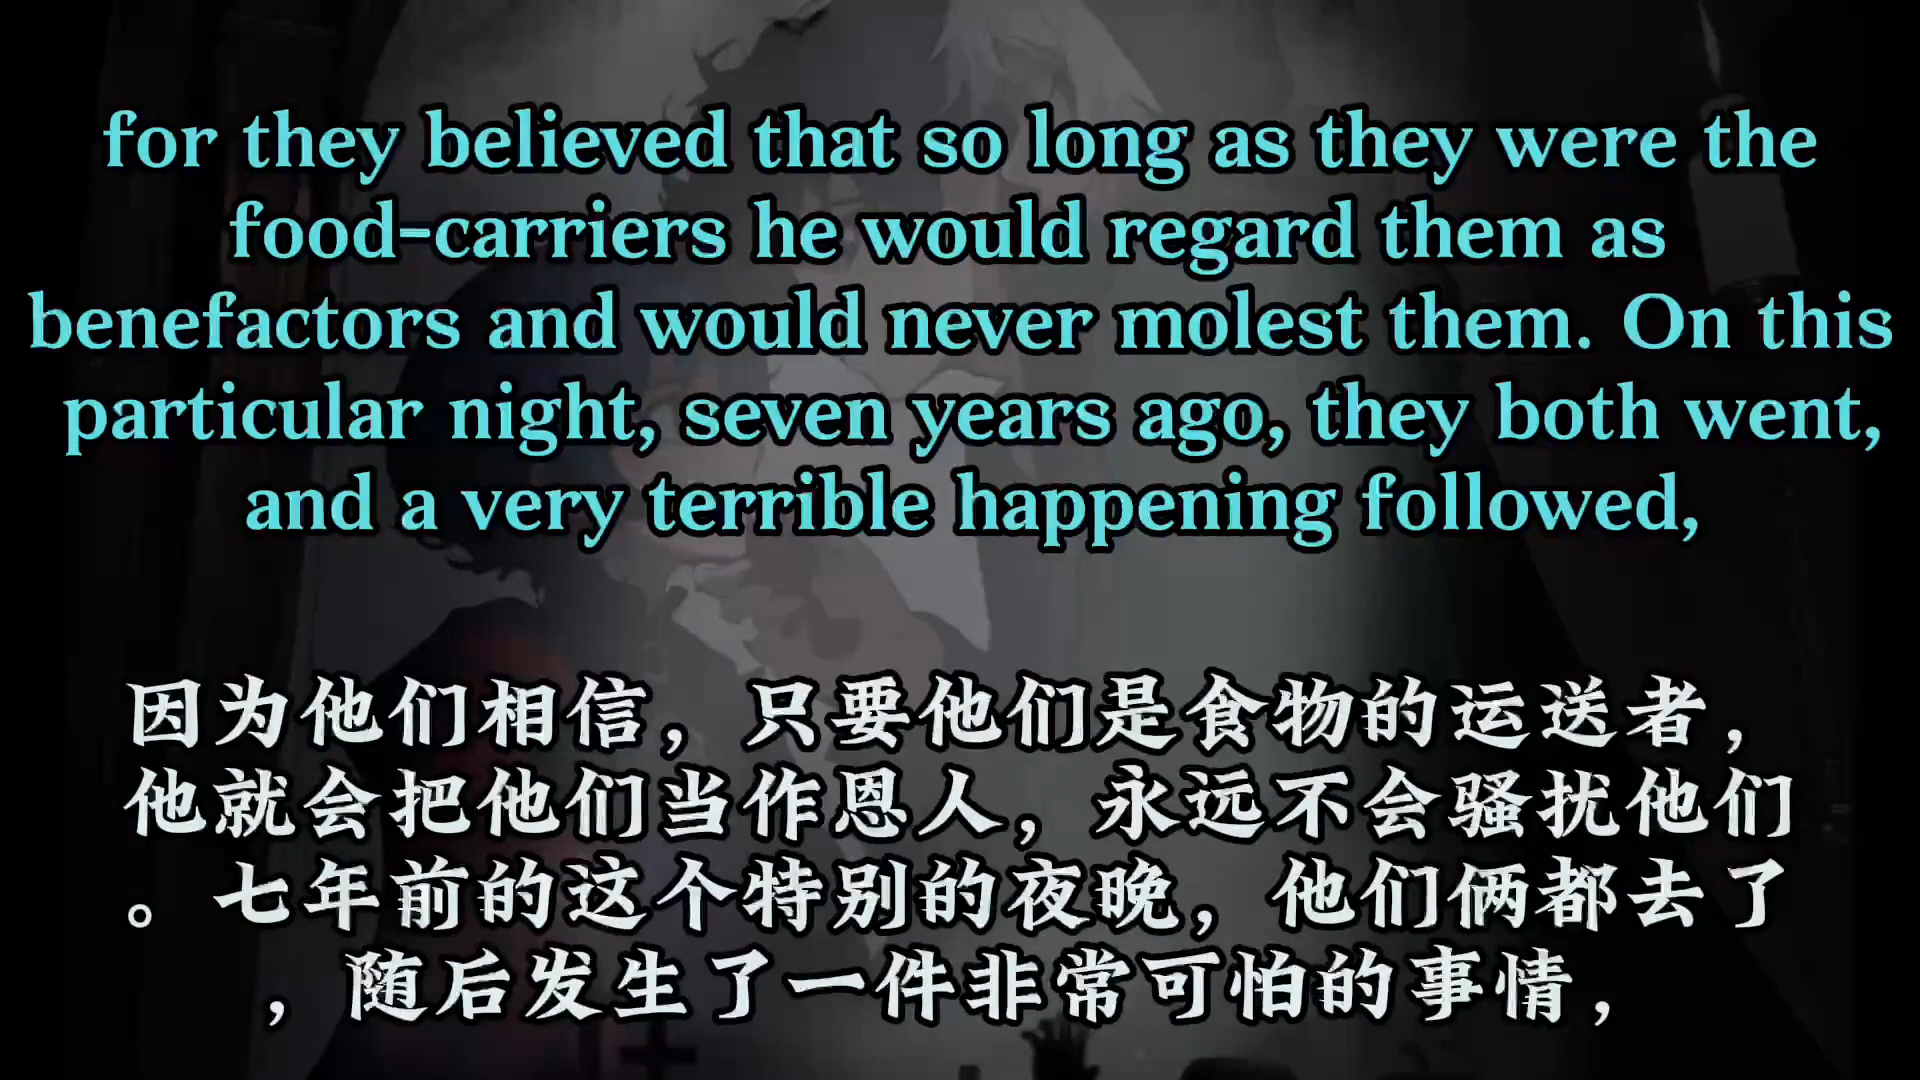 for they believed that so long as they were the
food-carriers he would regard them as
benefactors and would never molest them. On this
particular night, seven years ago, they both went,
and a very terrible happening followed,
因为他们相信，只要他们是食物的运送者，
他就会把他们当作恩人，永远不会骚扰他们
。七年前的这个特别的夜晚，他们俩都去了
，随后发生了一件非常可怕的事情，